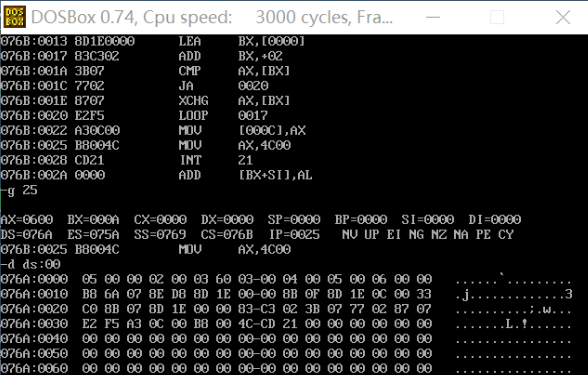 DOS BOX
DOSBox 0.74, Cpu speed: 3000 cycles, Fra...
076B:0013 8D1E0000 LEA BX,[0000]
076B:0017 83C302 ADD BX,+02
076B:001A 3B07 CMP AX,[BX]
076B:001C 7702 JA 0020
076B:001E 8707 XCHG AX,[BX]
076B:0020 E2F5 LOOP 0017
076B:0022 A30C00 MOV [000C],AX
076B:0025 B8004C MOV AX,4C00
076B:0028 CD21 INT 21
076B:002A 0000 ADD [BX+SI],AL
-g 25
AX=0600 BX=000A CX=0000 DX=0000 SP=0000 BP=0000 SI=0000 DI=0000
DS=076A ES=075A SS=0769 CS=076B IP=0025 NV UP EI NG NZ NA PE CY
076B:0025 B8004C MOV AX,4C00
-d ds:00
076A:0000 05 00 00 02 00 03 60 03-00 04 00 05 00 06 00 00 ......`.........
076A:0010 B8 6A 07 8E D8 8D 1E 00-00 8B 0F 8D 1E 0C 00 33 .j.............3
076A:0020 C0 8B 07 8D 1E 00 00 83-C3 02 3B 07 77 02 87 07 ..........;.w...
076A:0030 E2 F5 A3 0C 00 B8 00 4C-CD 21 00 00 00 00 00 00 .......L.!......
076A:0040 00 00 00 00 00 00 00 00-00 00 00 00 00 00 00 00 ................
076A:0050 00 00 00 00 00 00 00 00-00 00 00 00 00 00 00 00 ................
076A:0060 00 00 00 00 00 00 00 00-00 00 00 00 00 00 00 00 ................